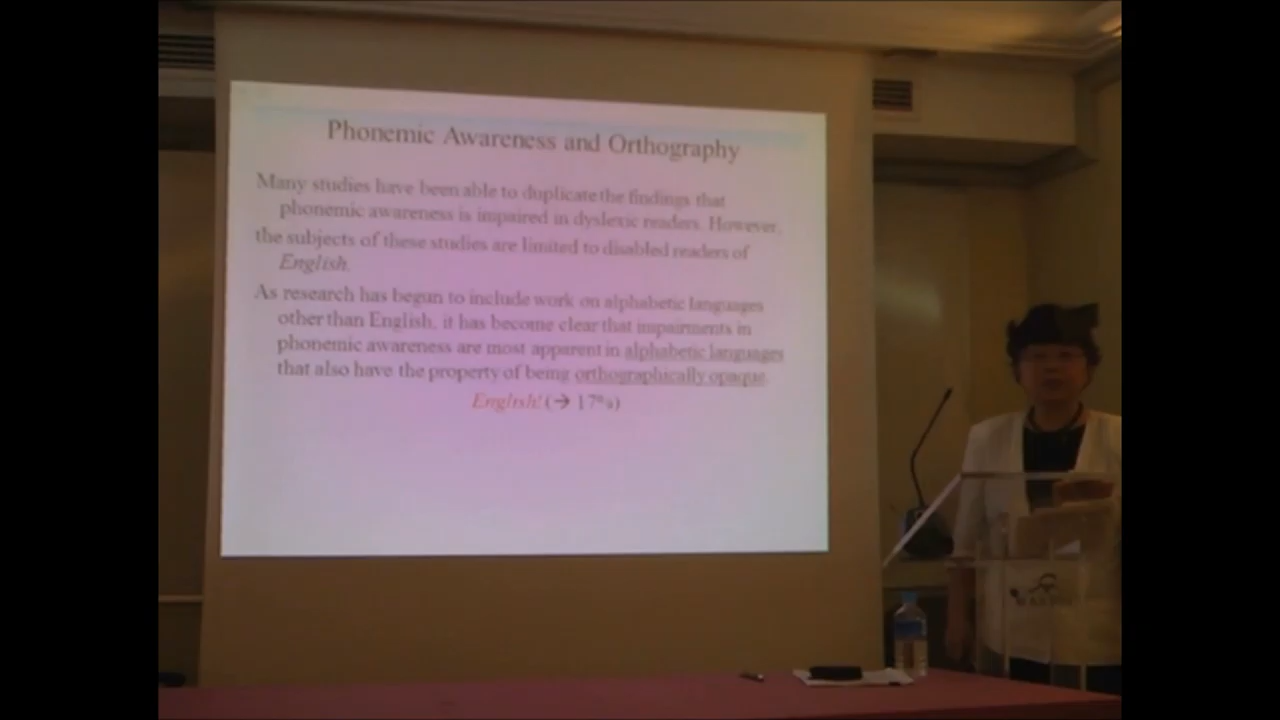 Phonemic Awareness and Orthography
Many studies have been able to duplicate the findings that
phonemic awareness is impaired in dyslexic readers. However,
the subjects of these studies are limited to disabled readers of
English.
As research has begun to include work on alphabetic languages
other than English, it has become clear that impairments in
phonemic awareness are most apparent in alphabetic languages
that also have the property of being orthographically opaque.
English! (→ 17%)